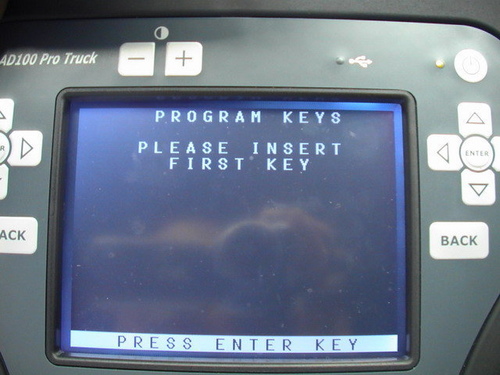 AD100 Pro Truck
− +
PROGRAM KEYS
PLEASE INSERT
FIRST KEY
ENTER
ACK
BACK
PRESS ENTER KEY